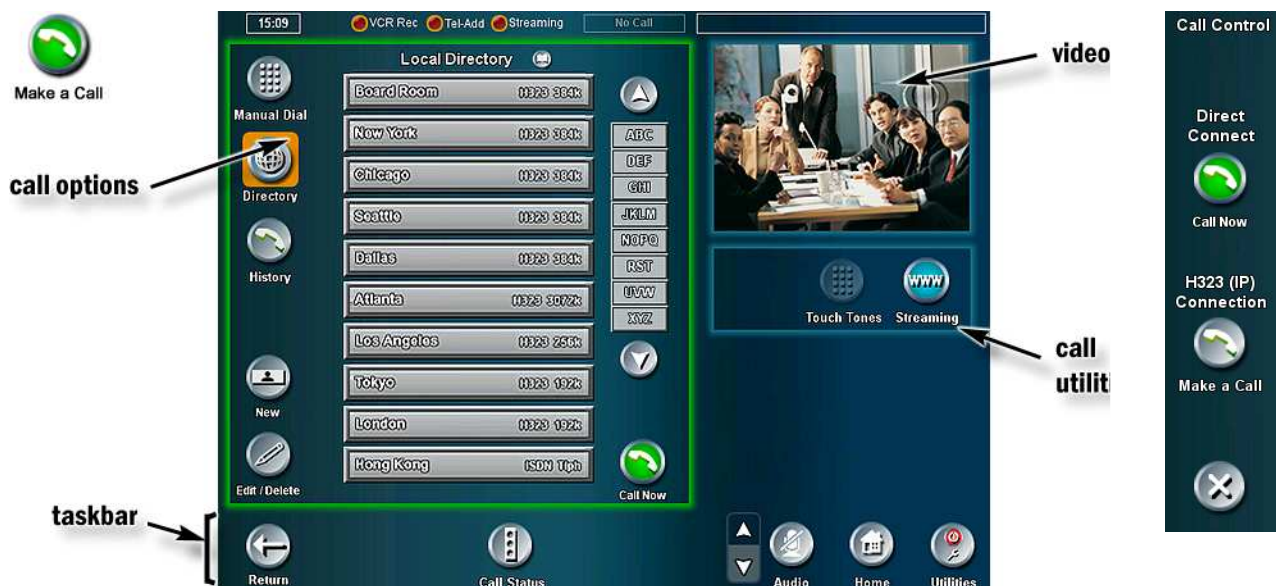 Make a Call
call options
taskbar
15:09
VCR Rec
Tel-Add
Streaming
No Call
Local Directory
Manual Dial
Directory
History
New
Edit / Delete
Board Room H323 384k
New York H323 384k
Chicago H323 384k
Seattle H323 384k
Dallas H323 384k
Atlanta H323 3072k
Los Angeles H323 256k
Tokyo H323 192k
London H323 192k
Hong Kong ISDN Tlph
ABC
DEF
GHI
JKLM
NOPQ
RST
UVW
XYZ
Call Now
Touch Tones
WWW
Streaming
Return
Call Status
Audio
Home
Utilities
video
call
utiliti
Call Control
Direct
Connect
Call Now
H323 (IP)
Connection
Make a Call